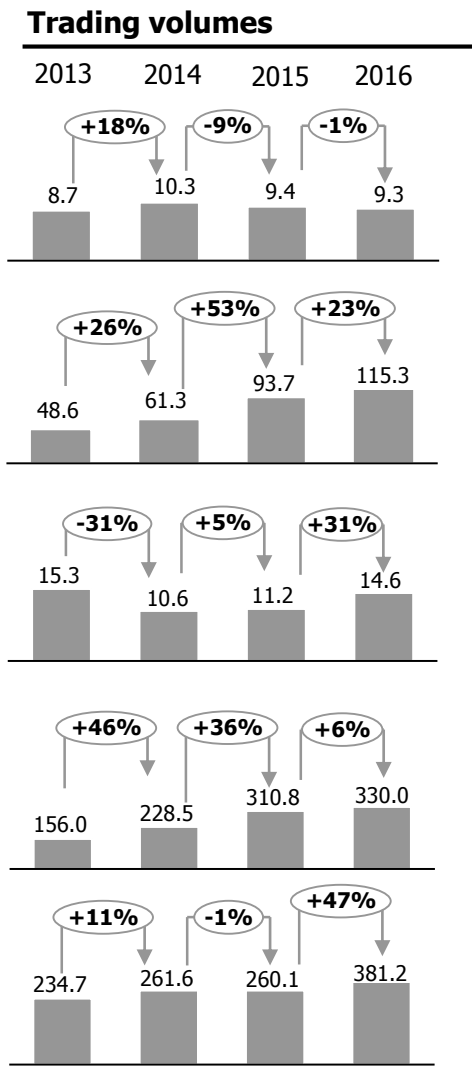 Trading volumes
2013 2014 2015 2016
+18% -9% -1%
8.7 10.3 9.4 9.3
+26% +53% +23%
48.6 61.3 93.7 115.3
-31% +5% +31%
15.3 10.6 11.2 14.6
+46% +36% +6%
156.0 228.5 310.8 330.0
+11% -1% +47%
234.7 261.6 260.1 381.2